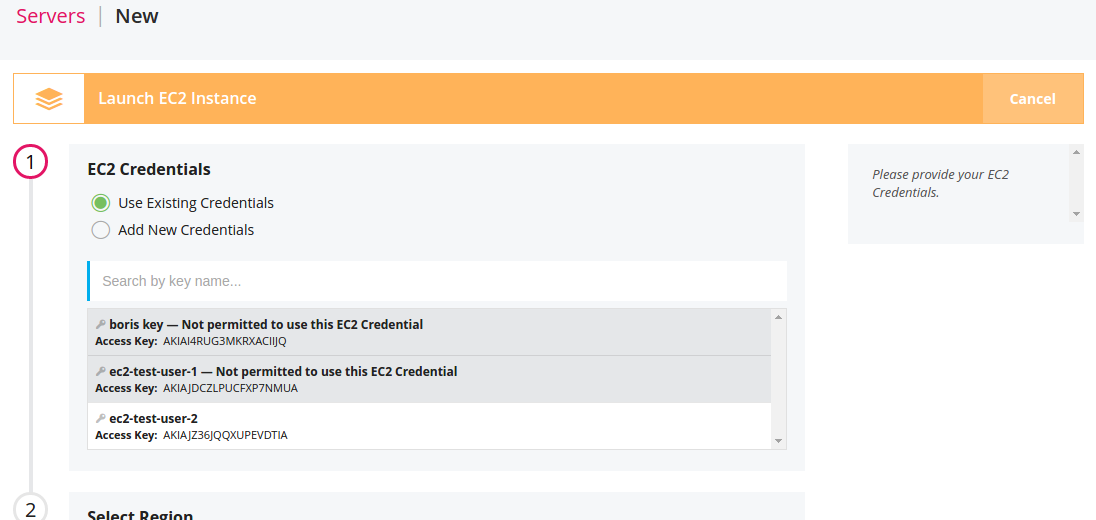 Servers | New
Launch EC2 Instance
Cancel
1
EC2 Credentials
Use Existing Credentials
Add New Credentials
Search by key name...
boris key — Not permitted to use this EC2 Credential
Access Key: AKIAI4RUG3MKRXACIIJQ
ec2-test-user-1 — Not permitted to use this EC2 Credential
Access Key: AKIAJDCZLPUCFXP7NMUA
ec2-test-user-2
Access Key: AKIAJZ36JQQXUPEVDTIA
Please provide your EC2
Credentials.
2
Select Region